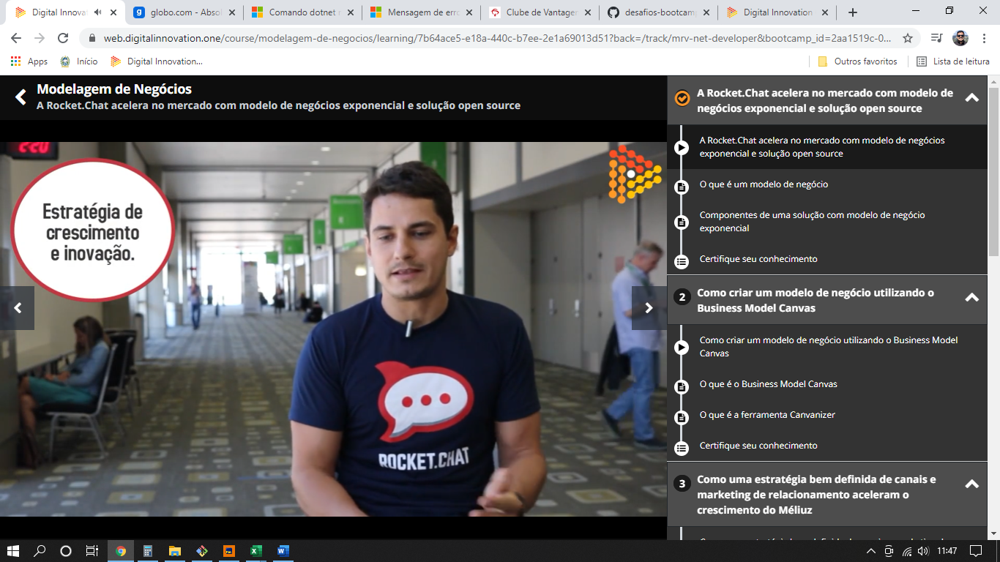 Digital Innovat
globo.com - Absol
Comando dotnet r
Mensagem de erro
Clube de Vantagen
desafios-bootcamp
Digital Innovation
web.digitalinnovation.one/course/modelagem-de-negocios/learning/7b64ace5-e18a-440c-b7ee-2e1a69013d51?back=/track/mrv-net-developer&bootcamp_id=2aa1519c-0...
Apps
Início
Digital Innovation...
Outros favoritos
Lista de leitura
Modelagem de Negócios
A Rocket.Chat acelera no mercado com modelo de negócios exponencial e solução open source
2:20
Estratégia de
crescimento
e inovação.
ROCKET.CHAT
A Rocket.Chat acelera no mercado com modelo de
negócios exponencial e solução open source
A Rocket.Chat acelera no mercado com modelo de negócios
exponencial e solução open source
O que é um modelo de negócio
Componentes de uma solução com modelo de negócio
exponencial
Certifique seu conhecimento
2
Como criar um modelo de negócio utilizando o
Business Model Canvas
Como criar um modelo de negócio utilizando o Business Model
Canvas
O que é o Business Model Canvas
O que é a ferramenta Canvanizer
Certifique seu conhecimento
3
Como uma estratégia bem definida de canais e
marketing de relacionamento aceleram o
crescimento do Méliuz
11:47